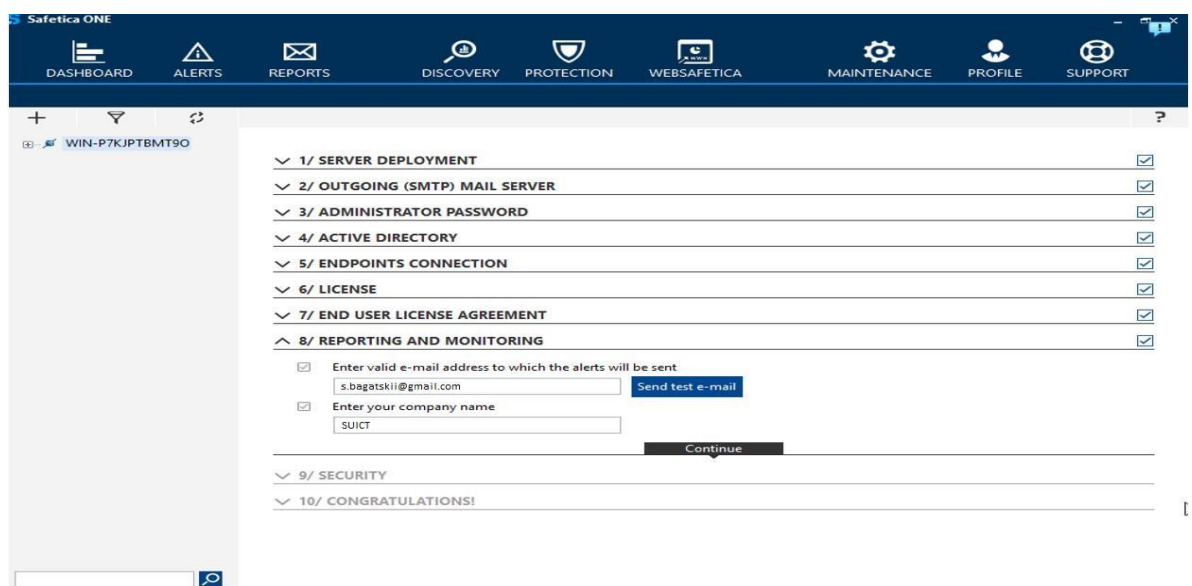 Safetica ONE
DASHBOARD ALERTS REPORTS DISCOVERY PROTECTION WEBSAFETICA MAINTENANCE PROFILE SUPPORT
?
WIN-P7KJPTBMT9O
1/ SERVER DEPLOYMENT
2/ OUTGOING (SMTP) MAIL SERVER
3/ ADMINISTRATOR PASSWORD
4/ ACTIVE DIRECTORY
5/ ENDPOINTS CONNECTION
6/ LICENSE
7/ END USER LICENSE AGREEMENT
8/ REPORTING AND MONITORING
Enter valid e-mail address to which the alerts will be sent
s.bagatskii@gmail.com Send test e-mail
Enter your company name
SUICT
Continue
9/ SECURITY
10/ CONGRATULATIONS!